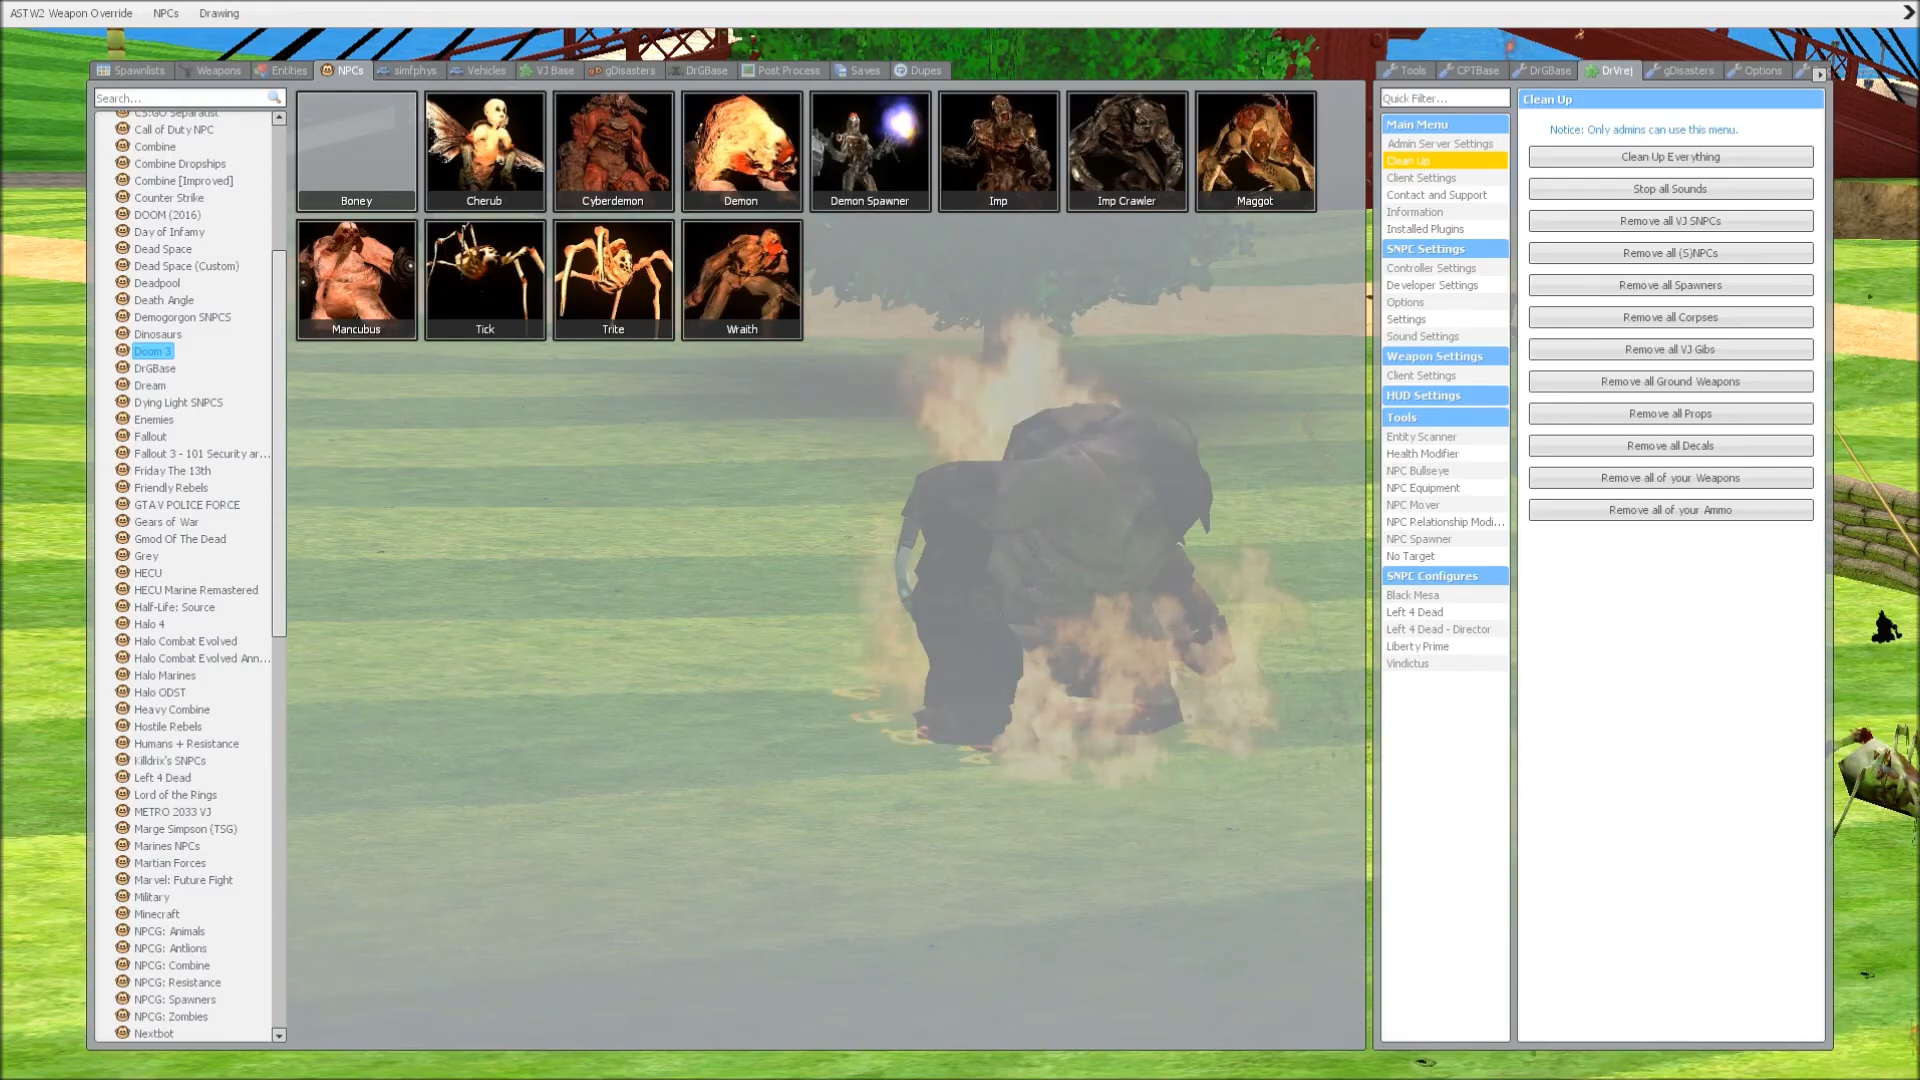 ASTW2 Weapon Override NPCs Drawing
Spawnlists Weapons Entities NPCs simfphys Vehicles VJ Base gDisasters DrGBase Post Process Saves Dupes
Search...
CS:GO Separatist
Call of Duty NPC
Combine
Combine Dropships
Combine [Improved]
Counter Strike
DOOM (2016)
Day of Infamy
Dead Space
Dead Space (Custom)
Deadpool
Death Angle
Demogorgon SNPCS
Dinosaurs
Doom 3
DrGBase
Dream
Dying Light SNPCS
Enemies
Fallout
Fallout 3 - 101 Security ar...
Friday The 13th
Friendly Rebels
GTA V POLICE FORCE
Gears of War
Gmod Of The Dead
Grey
HECU
HECU Marine Remastered
Half-Life: Source
Halo 4
Halo Combat Evolved
Halo Combat Evolved Ann...
Halo Marines
Halo ODST
Heavy Combine
Hostile Rebels
Humans + Resistance
Killdrix's SNPCs
Left 4 Dead
Lord of the Rings
METRO 2033 VJ
Marge Simpson (TSG)
Marines NPCs
Martian Forces
Marvel: Future Fight
Military
Minecraft
NPCG: Animals
NPCG: Antlions
NPCG: Combine
NPCG: Resistance
NPCG: Spawners
NPCG: Zombies
Nextbot
Boney Cherub Cyberdemon Demon Demon Spawner Imp Imp Crawler Maggot
Mancubus Tick Trite Wraith
Tools CPTBase DrGBase DrVrej gDisasters Options
Quick Filter...
Main Menu
Admin Server Settings
Clean Up
Client Settings
Contact and Support
Information
Installed Plugins
SNPC Settings
Controller Settings
Developer Settings
Options
Settings
Sound Settings
Weapon Settings
Client Settings
HUD Settings
Tools
Entity Scanner
Health Modifier
NPC Bullseye
NPC Equipment
NPC Mover
NPC Relationship Modi...
NPC Spawner
No Target
SNPC Configures
Black Mesa
Left 4 Dead
Left 4 Dead - Director
Liberty Prime
Vindictus
Clean Up
Notice: Only admins can use this menu.
Clean Up Everything
Stop all Sounds
Remove all VJ SNPCs
Remove all (S)NPCs
Remove all Spawners
Remove all Corpses
Remove all VJ Gibs
Remove all Ground Weapons
Remove all Props
Remove all Decals
Remove all of your Weapons
Remove all of your Ammo